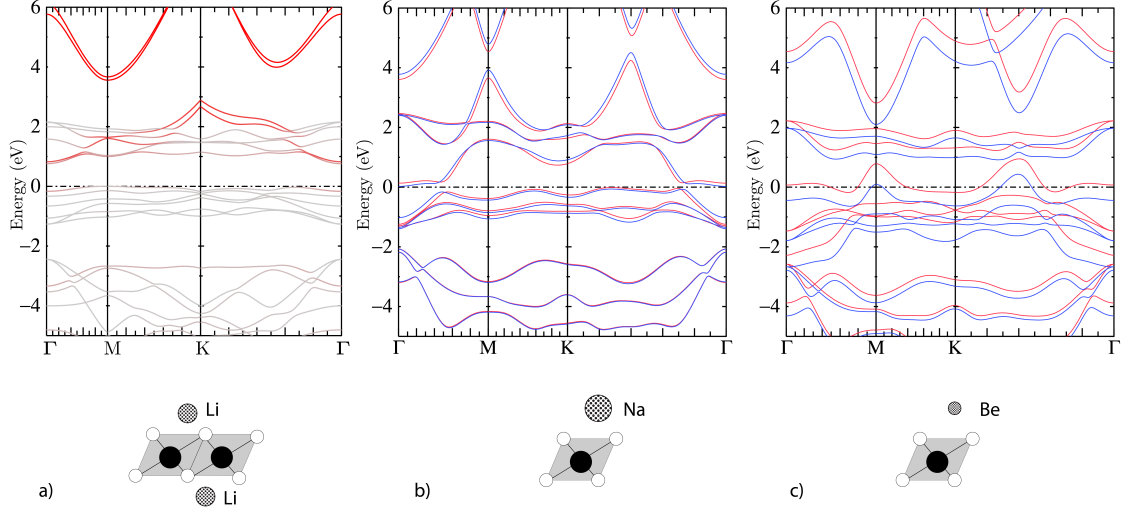 6 6 6
4 4 4
2 2 2
0 0 0
−2 −2 −2
−4 −4 −4
Energy (eV) Energy (eV) Energy (eV)
Γ M K Γ Γ M K Γ Γ M K Γ
Li Na Be
a) Li b) c)